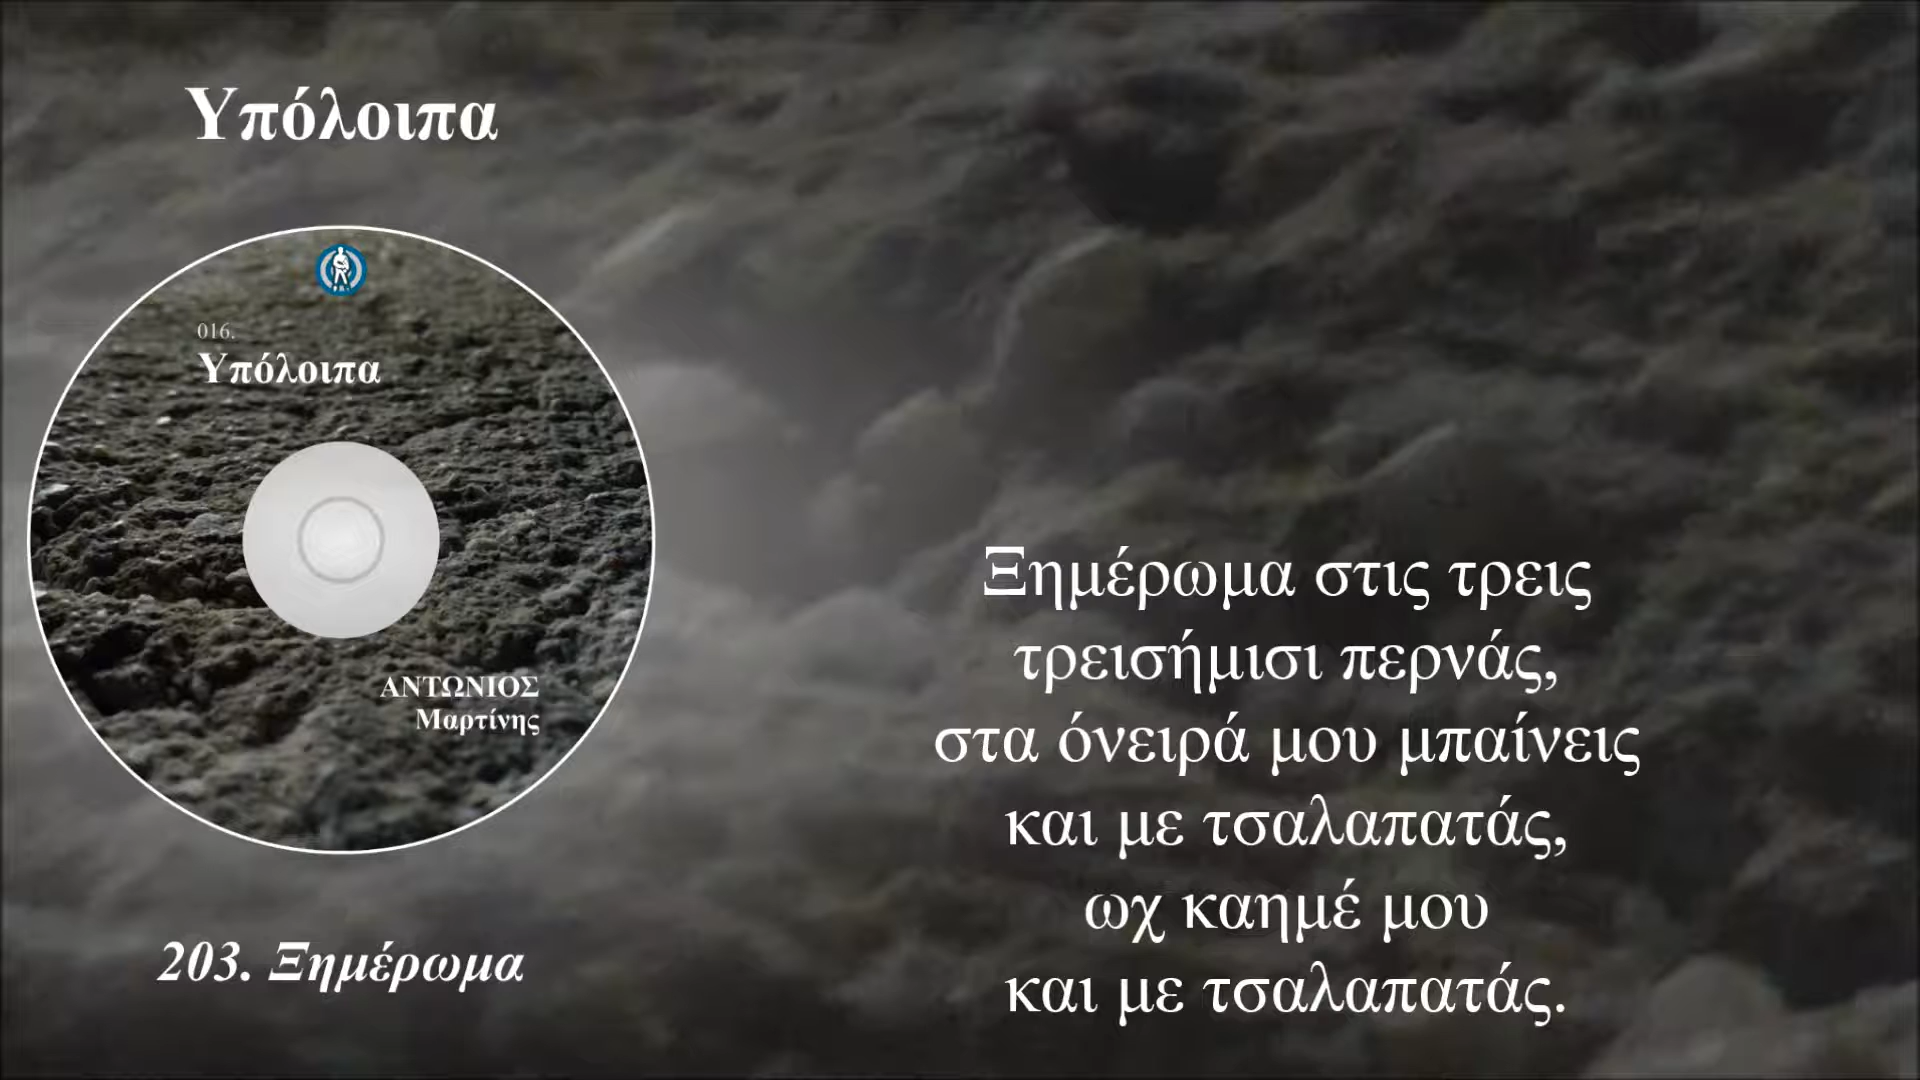 Υπόλοιπα
016.
Υπόλοιπα
ΑΝΤΩΝΙΟΣ
Μαρτίνης
203. Ξημέρωμα
Ξημέρωμα στις τρεις
τρεισήμισι περνάς,
στα όνειρά μου μπαίνεις
και με τσαλαπατάς,
ωχ καημέ μου
και με τσαλαπατάς.